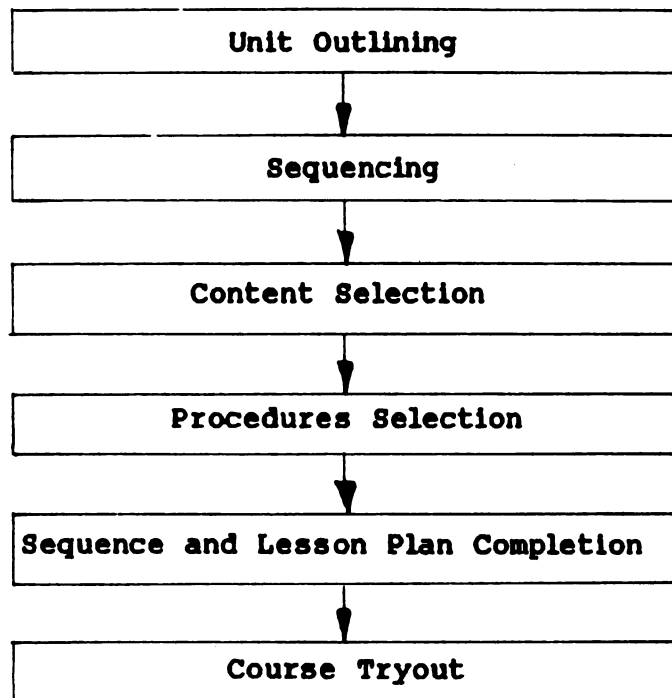 Unit Outlining
Sequencing
Content Selection
Procedures Selection
Sequence and Lesson Plan Completion
Course Tryout